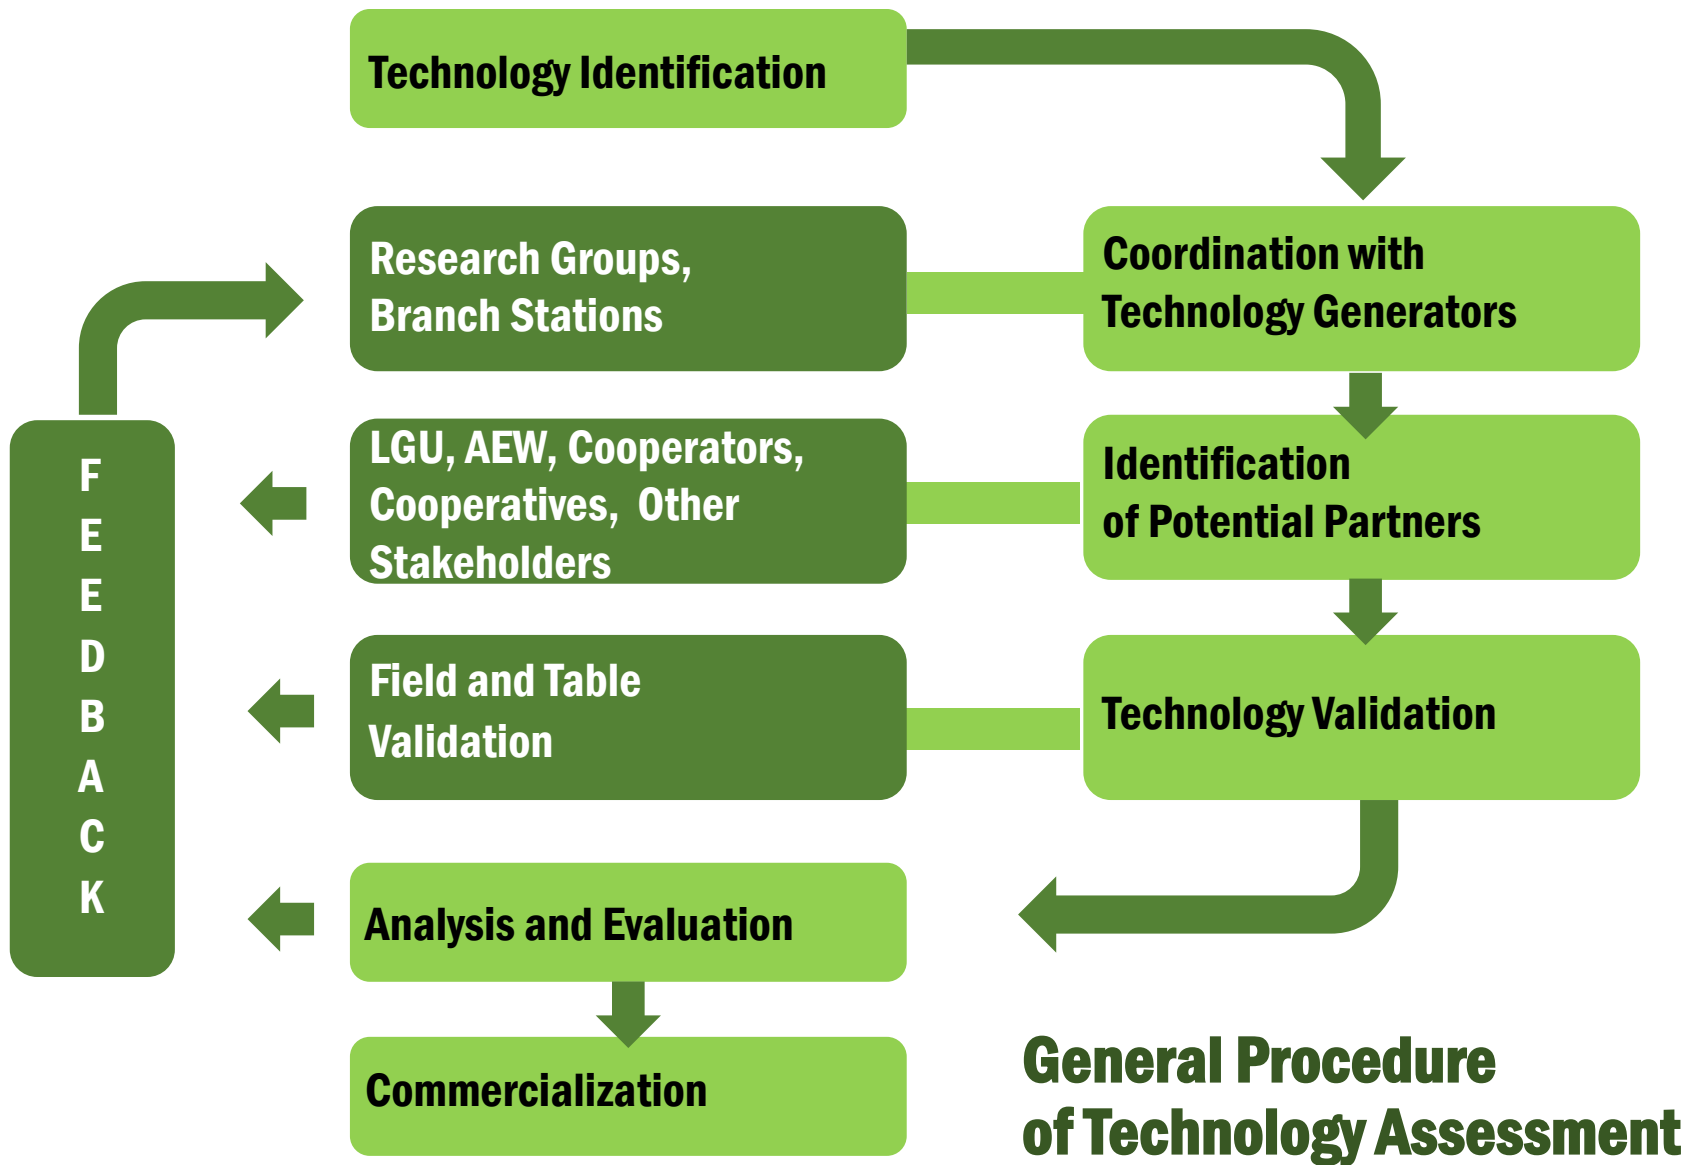 Technology Identification
Research Groups,
Branch Stations
Coordination with
Technology Generators
LGU, AEW, Cooperators,
Cooperatives, Other
Stakeholders
Identification
of Potential Partners
Field and Table
Validation
Technology Validation
Analysis and Evaluation
Commercialization
F
E
E
D
B
A
C
K
General Procedure
of Technology Assessment